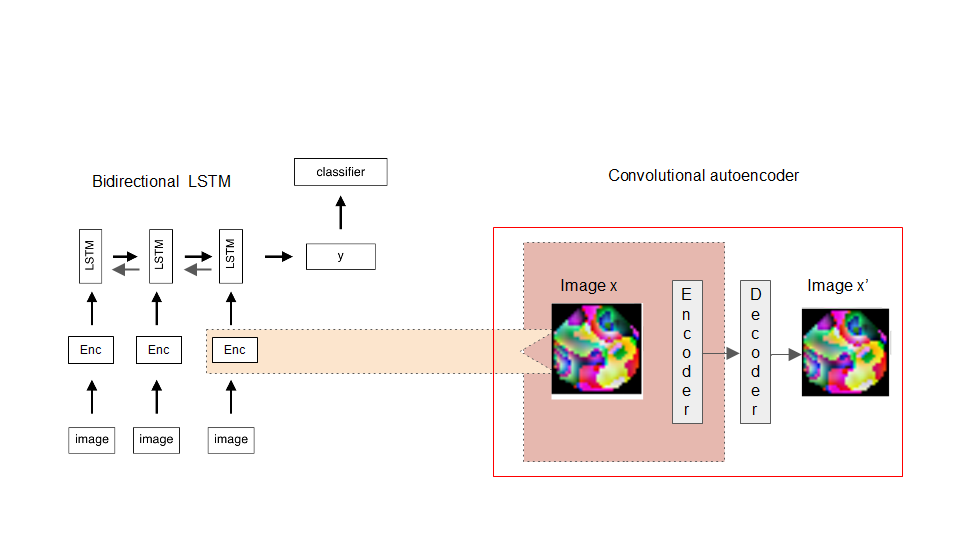 Bidirectional LSTM
classifier
y
LSTM
LSTM
LSTM
Enc
Enc
Enc
image
image
image
Convolutional autoencoder
Image x
Encoder
Decoder
Image x’